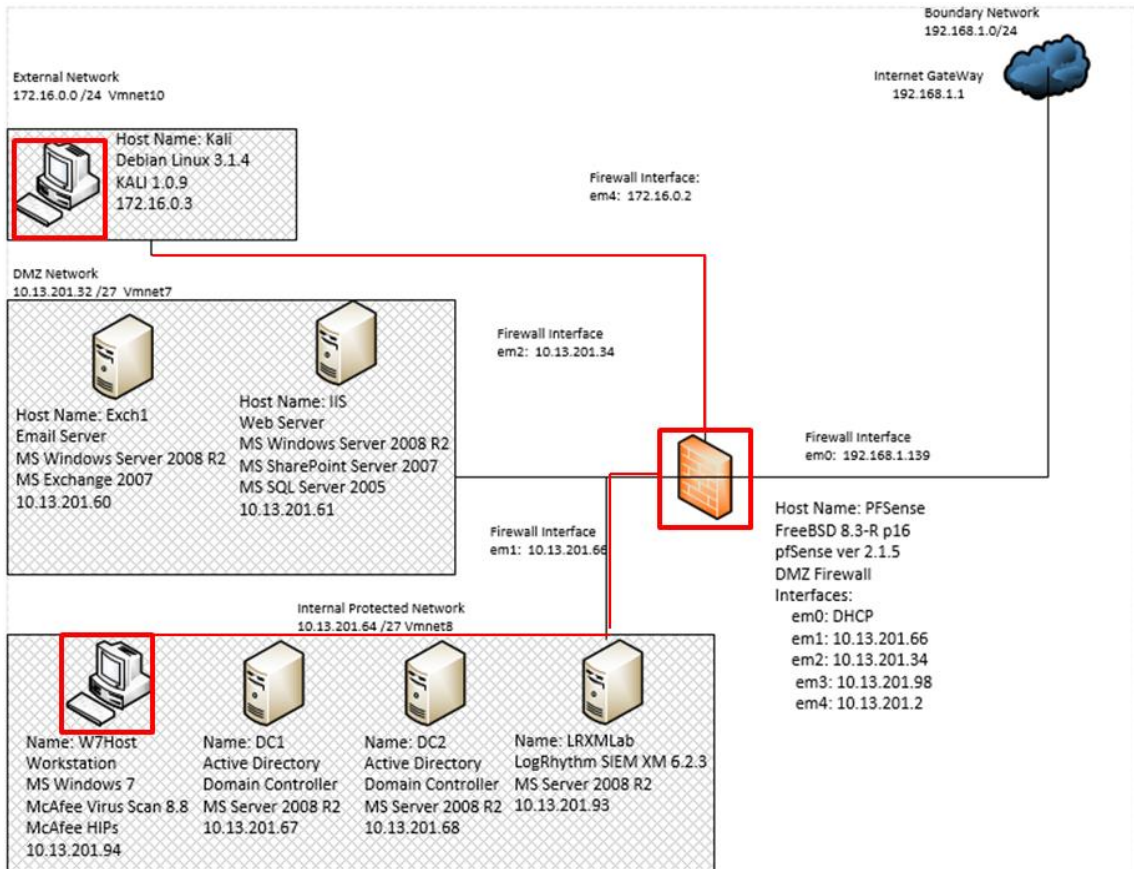 Boundary Network
192.168.1.0/24
Internet GateWay
192.168.1.1
External Network
172.16.0.0 /24 Vmnet10
Host Name: Kali
Debian Linux 3.1.4
KALI 1.0.9
172.16.0.3
Firewall Interface:
em4: 172.16.0.2
DMZ Network
10.13.201.32 /27 Vmnet7
Host Name: Exch1
Email Server
MS Windows Server 2008 R2
MS Exchange 2007
10.13.201.60
Host Name: IIS
Web Server
MS Windows Server 2008 R2
MS SharePoint Server 2007
MS SQL Server 2005
10.13.201.61
Firewall Interface
em2: 10.13.201.34
Firewall Interface
em0: 192.168.1.139
Firewall Interface
em1: 10.13.201.66
Host Name: PFSense
FreeBSD 8.3-R p16
pfSense ver 2.1.5
DMZ Firewall
Interfaces:
em0: DHCP
em1: 10.13.201.66
em2: 10.13.201.34
em3: 10.13.201.98
em4: 10.13.201.2
Internal Protected Network
10.13.201.64 /27 Vmnet8
Name: W7Host
Workstation
MS Windows 7
McAfee Virus Scan 8.8
McAfee HIPs
10.13.201.94
Name: DC1
Active Directory
Domain Controller
MS Server 2008 R2
10.13.201.67
Name: DC2
Active Directory
Domain Controller
MS Server 2008 R2
10.13.201.68
Name: LRXMLab
LogRhythm SIEM XM 6.2.3
MS Server 2008 R2
10.13.201.93